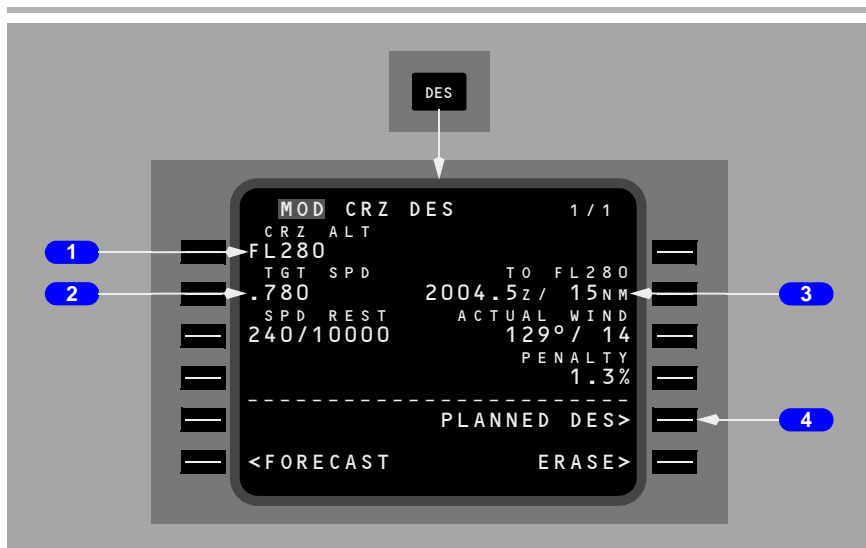 DES
MOD CRZ DES 1/1
CRZ ALT
FL280
TGT SPD TO FL280
.780 2004.5Z/ 15NM
SPD REST ACTUAL WIND
240/10000 129°/ 14
PENALTY
1.3%
------------------------
PLANNED DES>
<FORECAST ERASE>
1
2
3
4